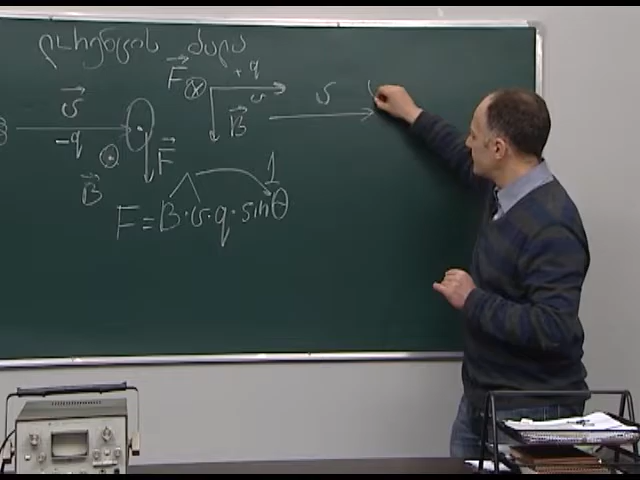 ლორენცის ძალა
F⃗ ⊗ +q υ B⃗
υ⃗ −q B⃗ ⊙ F⃗
υ
1
F = B·υ·q·sinθ